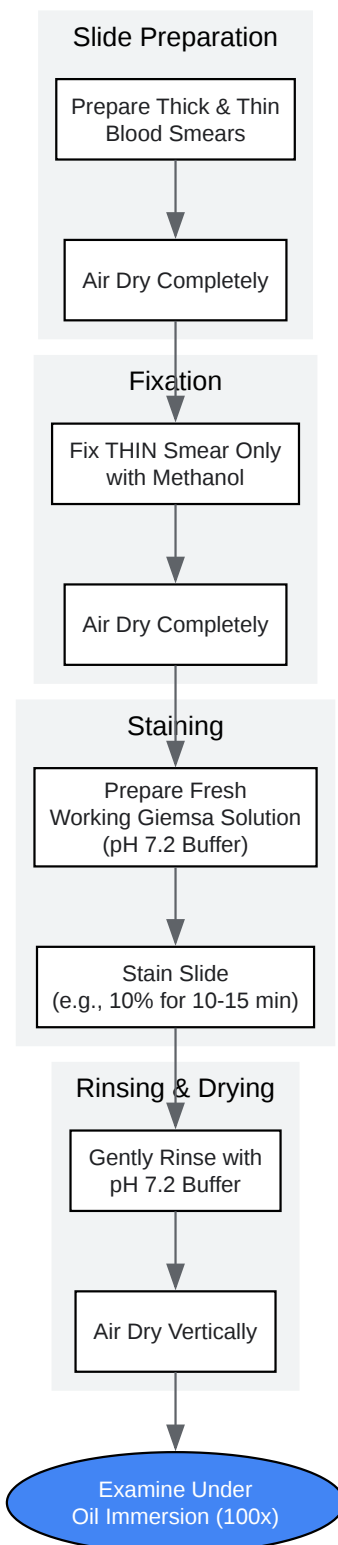 Slide Preparation
Prepare Thick & Thin
Blood Smears
Air Dry Completely
Fixation
Fix THIN Smear Only
with Methanol
Air Dry Completely
Staining
Prepare Fresh
Working Giemsa Solution
(pH 7.2 Buffer)
Stain Slide
(e.g., 10% for 10-15 min)
Rinsing & Drying
Gently Rinse with
pH 7.2 Buffer
Air Dry Vertically
Examine Under
Oil Immersion (100x)